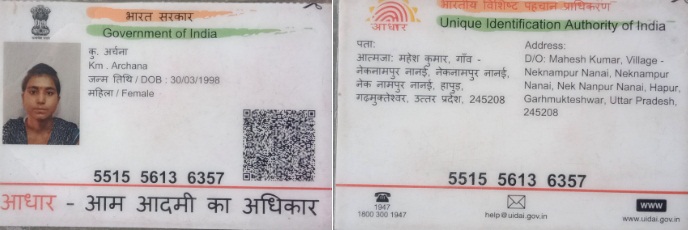 भारत सरकार
Government of India
कु. अर्चना
Km . Archana
जन्म तिथि / DOB : 30/03/1998
महिला / Female
5515 5613 6357
आधार - आम आदमी का अधिकार
भारतीय विशिष्ट पहचान प्राधिकरण
आधार
Unique Identification Authority of India
पता:
आत्मजा: महेश कुमार, गाँव -
नेकनामपुर नानई, नेकनामपुर नानई,
नेक नामपुर नानई, हापुड़,
गढ़मुक्तेश्वर, उत्तर प्रदेश, 245208
Address:
D/O: Mahesh Kumar, Village -
Neknampur Nanai, Neknampur
Nanai, Nek Nanpur Nanai, Hapur,
Garhmukteshwar, Uttar Pradesh,
245208
5515 5613 6357
1947
1800 300 1947
help@uidai.gov.in
www
www.uidai.gov.in